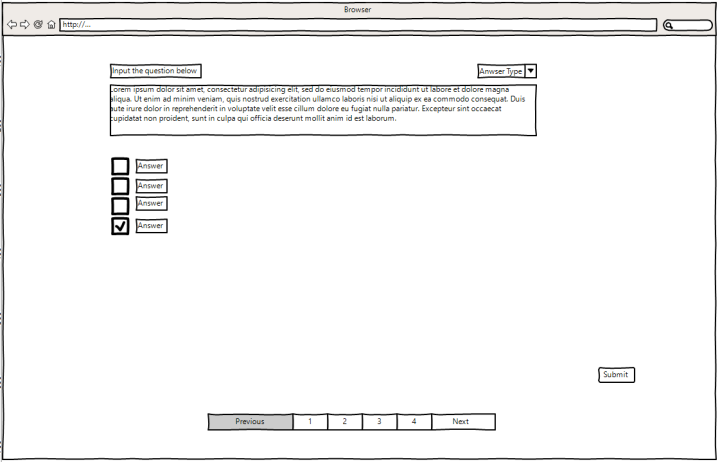 Browser
http://...
Input the question below
Anwser Type
Lorem ipsum dolor sit amet, consectetur adipisicing elit, sed do eiusmod tempor incididunt ut labore et dolore magna
aliqua. Ut enim ad minim veniam, quis nostrud exercitation ullamco laboris nisi ut aliquip ex ea commodo consequat. Duis
aute irure dolor in reprehenderit in voluptate velit esse cillum dolore eu fugiat nulla pariatur. Excepteur sint occaecat
cupidatat non proident, sunt in culpa qui officia deserunt mollit anim id est laborum.
Answer
Answer
Answer
Answer
Submit
Previous 1 2 3 4 Next